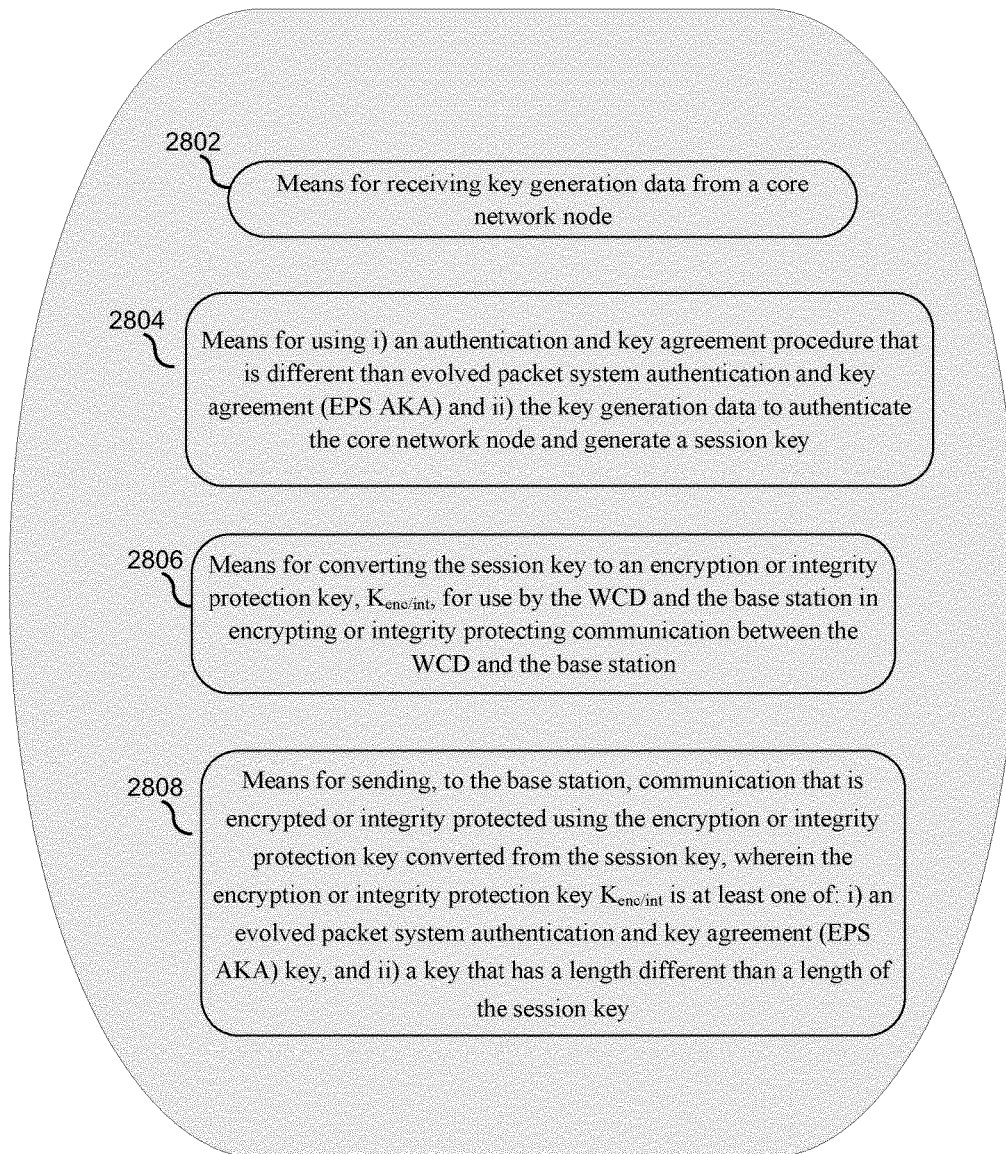 2802
Means for receiving key generation data from a core
network node
2804
Means for using i) an authentication and key agreement procedure that
is different than evolved packet system authentication and key
agreement (EPS AKA) and ii) the key generation data to authenticate
the core network node and generate a session key
2806
Means for converting the session key to an encryption or integrity
protection key, Kenc/int, for use by the WCD and the base station in
encrypting or integrity protecting communication between the
WCD and the base station
2808
Means for sending, to the base station, communication that is
encrypted or integrity protected using the encryption or integrity
protection key converted from the session key, wherein the
encryption or integrity protection key Kenc/int is at least one of: i) an
evolved packet system authentication and key agreement (EPS
AKA) key, and ii) a key that has a length different than a length of
the session key